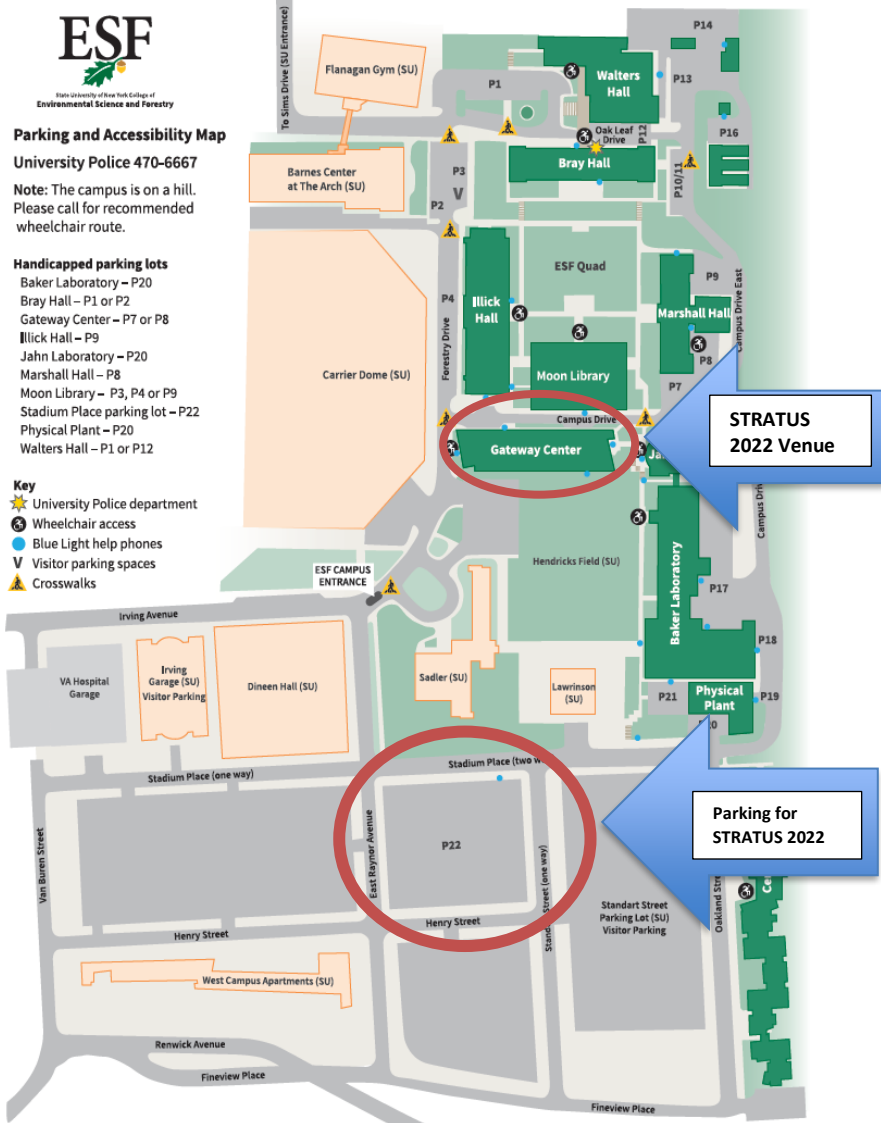 ESF
State University of New York College of
Environmental Science and Forestry
Parking and Accessibility Map
University Police 470-6667
Note: The campus is on a hill.
Please call for recommended
wheelchair route.
Handicapped parking lots
Baker Laboratory – P20
Bray Hall – P1 or P2
Gateway Center – P7 or P8
Illick Hall – P9
Jahn Laboratory – P20
Marshall Hall – P8
Moon Library – P3, P4 or P9
Stadium Place parking lot – P22
Physical Plant – P20
Walters Hall – P1 or P12
Key
University Police department
Wheelchair access
Blue Light help phones
V Visitor parking spaces
Crosswalks
To Sims Drive (SU Entrance)
Flanagan Gym (SU)
P1
Walters
Hall
P14
P13
Oak Leaf
Drive
P12
P16
Bray Hall
P10/11
Barnes Center
at The Arch (SU)
P3
V
P2
ESF Quad
Illick
Hall
P4
Forestry Drive
P9
Marshall Hall
P8
Campus Drive East
Carrier Dome (SU)
Moon Library
P7
Campus Drive
Gateway Center
STRATUS
2022 Venue
Hendricks Field (SU)
Baker Laboratory
P17
P18
ESF CAMPUS
ENTRANCE
Irving Avenue
VA Hospital
Garage
Irving
Garage (SU)
Visitor Parking
Dineen Hall (SU)
Sadler (SU)
Lawrinson
(SU)
P21
Physical
Plant
P19
Stadium Place (one way)
Stadium Place (two
Van Buren Street
East Raynor Avenue
P22
Street (one way)
Parking for
STRATUS 2022
Standart Street
Parking Lot (SU)
Visitor Parking
Oakland
Henry Street
Henry Street
West Campus Apartments (SU)
Renwick Avenue
Fineview Place
Fineview Place